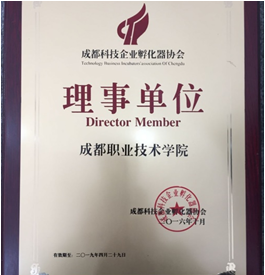 成都科技企业孵化器协会
Technology Business Incubators association Of Chengdu
理事单位
Director Member
成都职业技术学院
成都科技企业孵化器协会
二〇一六年十月
有效期止：二〇一九年四月二十九日